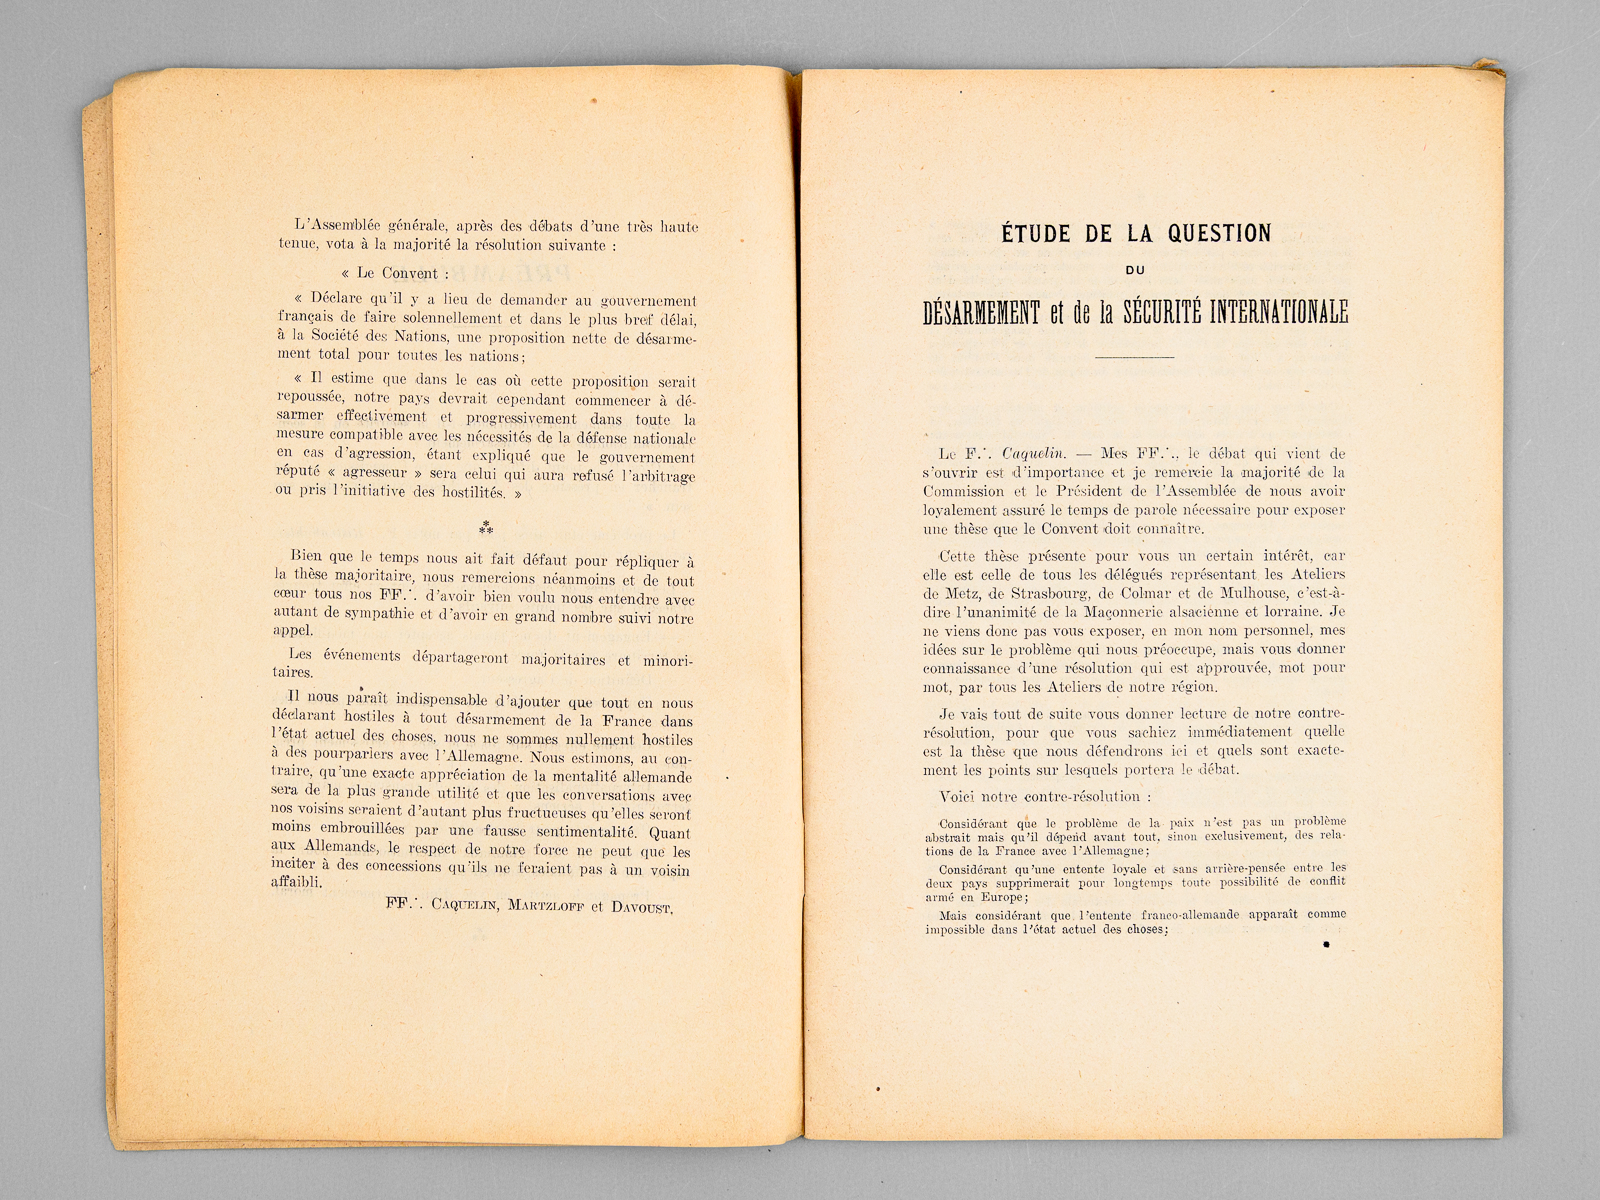 L'Assemblée générale, après des débats d'une très haute
tenue, vota à la majorité la résolution suivante :
« Le Convent :
« Déclare qu'il y a lieu de demander au gouvernement
français de faire solennellement et dans le plus bref délai,
à la Société des Nations, une proposition nette de désarme-
ment total pour toutes les nations;
« Il estime que dans le cas où cette proposition serait
repoussée, notre pays devrait cependant commencer à dé-
sarmer effectivement et progressivement dans toute la
mesure compatible avec les nécessités de la défense nationale
en cas d'agression, étant expliqué que le gouvernement
réputé « agresseur » sera celui qui aura refusé l'arbitrage
ou pris l'initiative des hostilités. »
⁂
Bien que le temps nous ait fait défaut pour répliquer à
la thèse majoritaire, nous remercions néanmoins et de tout
cœur tous nos FF∴ d'avoir bien voulu nous entendre avec
autant de sympathie et d'avoir en grand nombre suivi notre
appel.
Les événements départageront majoritaires et minori-
taires.
Il nous paraît indispensable d'ajouter que tout en nous
déclarant hostiles à tout désarmement de la France dans
l'état actuel des choses, nous ne sommes nullement hostiles
à des pourparlers avec l'Allemagne. Nous estimons, au con-
traire, qu'une exacte appréciation de la mentalité allemande
sera de la plus grande utilité et que les conversations avec
nos voisins seraient d'autant plus fructueuses qu'elles seront
moins embrouillées par une fausse sentimentalité. Quant
aux Allemands, le respect de notre force ne peut que les
inciter à des concessions qu'ils ne feraient pas à un voisin
affaibli.
FF∴ CAQUELIN, MARTZLOFF et DAVOUST.
ÉTUDE DE LA QUESTION
DU
DÉSARMEMENT et de la SÉCURITÉ INTERNATIONALE
Le F∴ Caquelin. — Mes FF∴, le débat qui vient de
s'ouvrir est d'importance et je remercie la majorité de la
Commission et le Président de l'Assemblée de nous avoir
loyalement assuré le temps de parole nécessaire pour exposer
une thèse que le Convent doit connaître.
Cette thèse présente pour vous un certain intérêt, car
elle est celle de tous les délégués représentant les Ateliers
de Metz, de Strasbourg, de Colmar et de Mulhouse, c'est-à-
dire l'unanimité de la Maçonnerie alsacienne et lorraine. Je
ne viens donc pas vous exposer, en mon nom personnel, mes
idées sur le problème qui nous préoccupe, mais vous donner
connaissance d'une résolution qui est approuvée, mot pour
mot, par tous les Ateliers de notre région.
Je vais tout de suite vous donner lecture de notre contre-
résolution, pour que vous sachiez immédiatement quelle
est la thèse que nous défendrons ici et quels sont exacte-
ment les points sur lesquels portera le débat.
Voici notre contre-résolution :
Considérant que le problème de la paix n'est pas un problème
abstrait mais qu'il dépend avant tout, sinon exclusivement, des rela-
tions de la France avec l'Allemagne;
Considérant qu'une entente loyale et sans arrière-pensée entre les
deux pays supprimerait pour longtemps toute possibilité de conflit
armé en Europe;
Mais considérant que l'entente franco-allemande apparaît comme
impossible dans l'état actuel des choses;